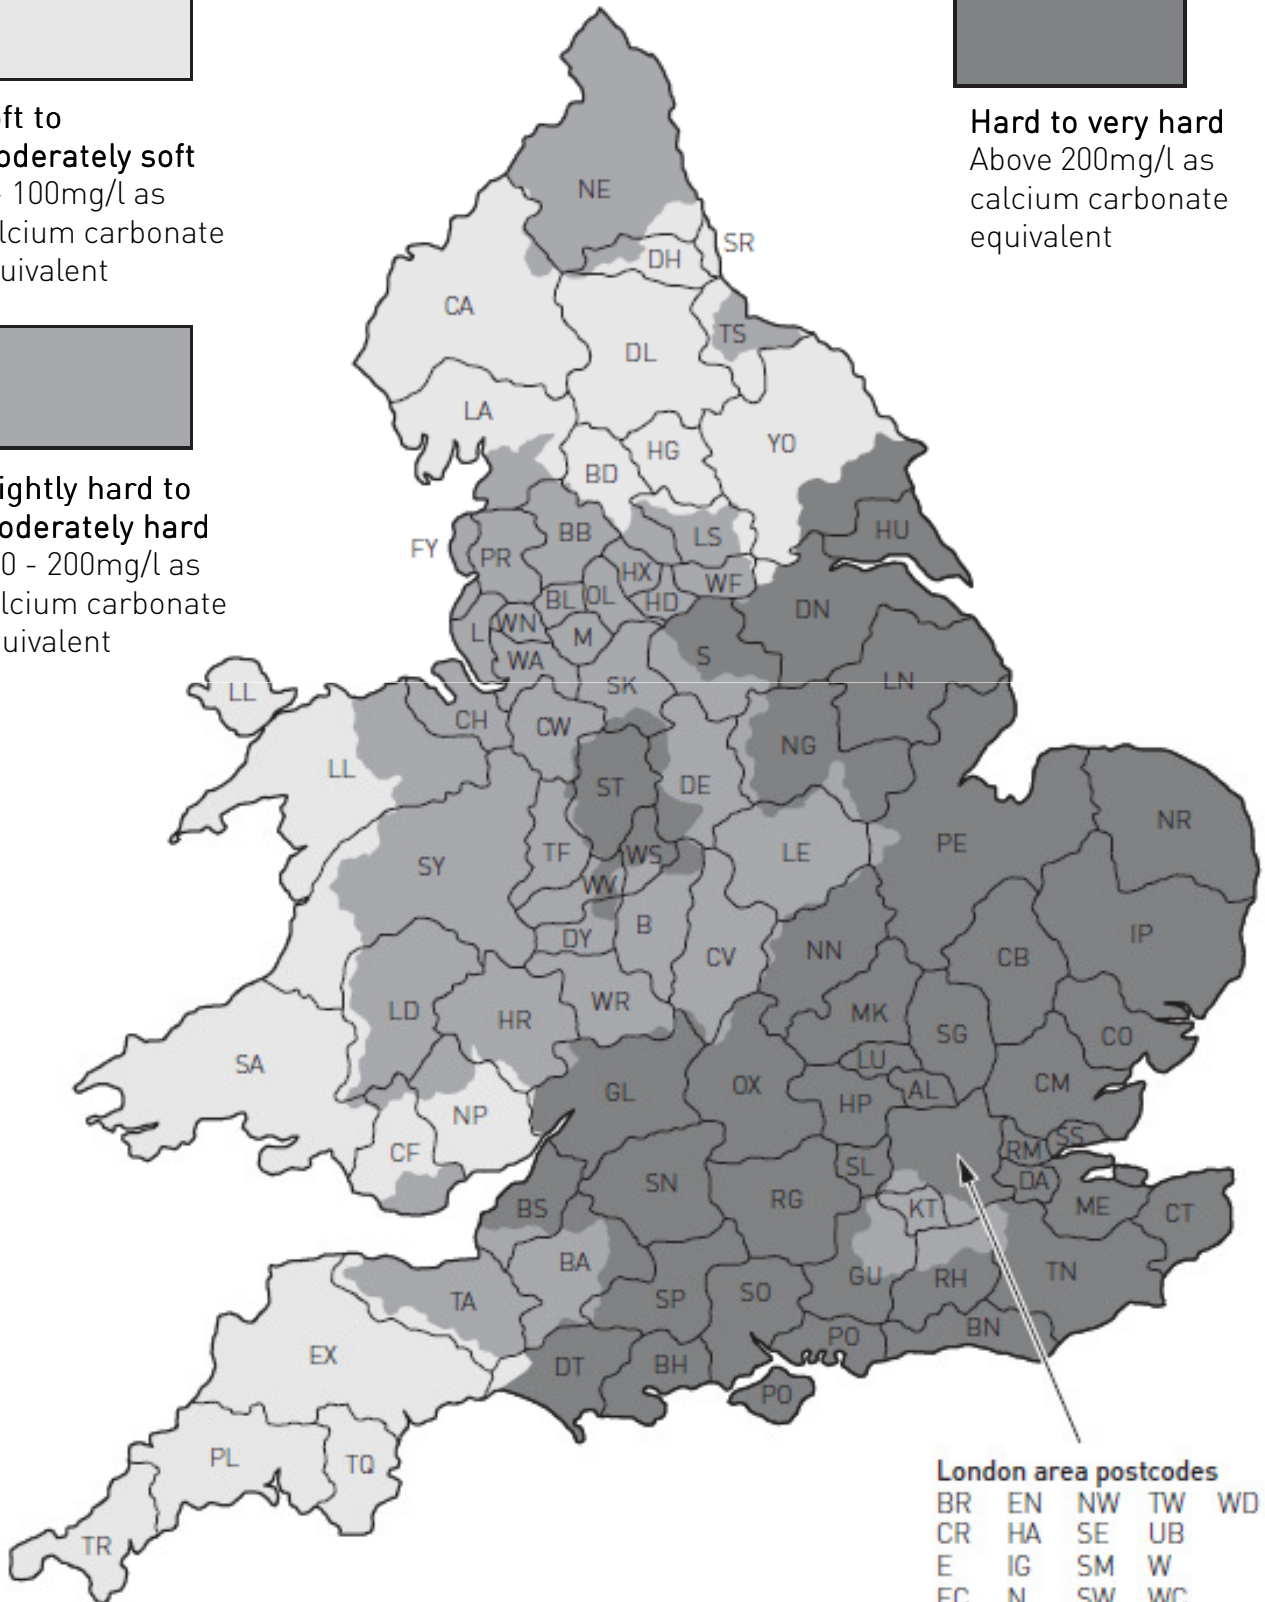 ft to
oderately soft
- 100mg/l as
lcium carbonate
uivalent
Hard to very hard
Above 200mg/l as
calcium carbonate
equivalent
ightly hard to
oderately hard
0 - 200mg/l as
lcium carbonate
uivalent
NE
SR
DH
CA
TS
DL
LA
YO
HG
BD
HU
BB
LS
FY
PR
HX
WF
BL
OL
HD
DN
L
WN
M
WA
S
SK
LN
LL
CH
CW
NG
LL
ST
DE
NR
PE
TF
WS
LE
SY
WV
B
IP
DY
NN
CV
CB
WR
LD
HR
MK
SG
CO
LU
SA
GL
OX
AL
CM
HP
NP
SS
CF
RM
SL
DA
SN
RG
BS
KT
ME
CT
BA
GU
RH
TN
TA
SP
SO
BN
PO
EX
DT
BH
PO
PL
TQ
TR
London area postcodes
BR EN NW TW WD
CR HA SE UB
E IG SM W
EC N SW WC